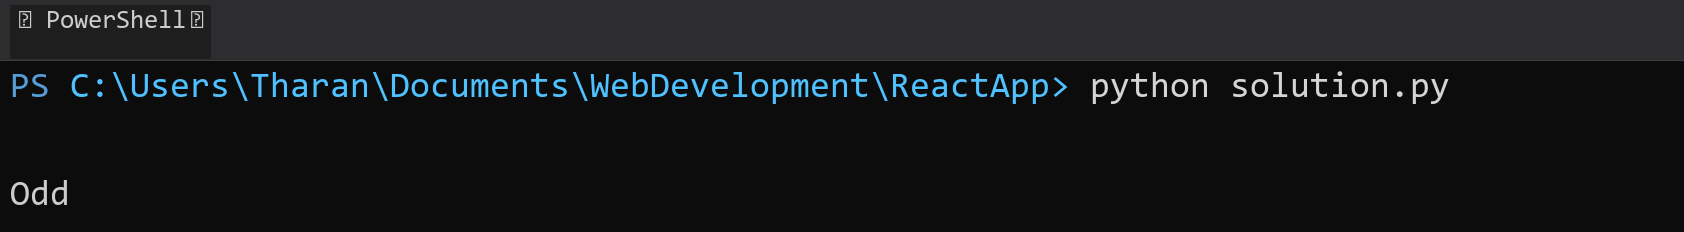 PowerShell
PS C:\Users\Tharan\Documents\WebDevelopment\ReactApp> python solution.py
Odd